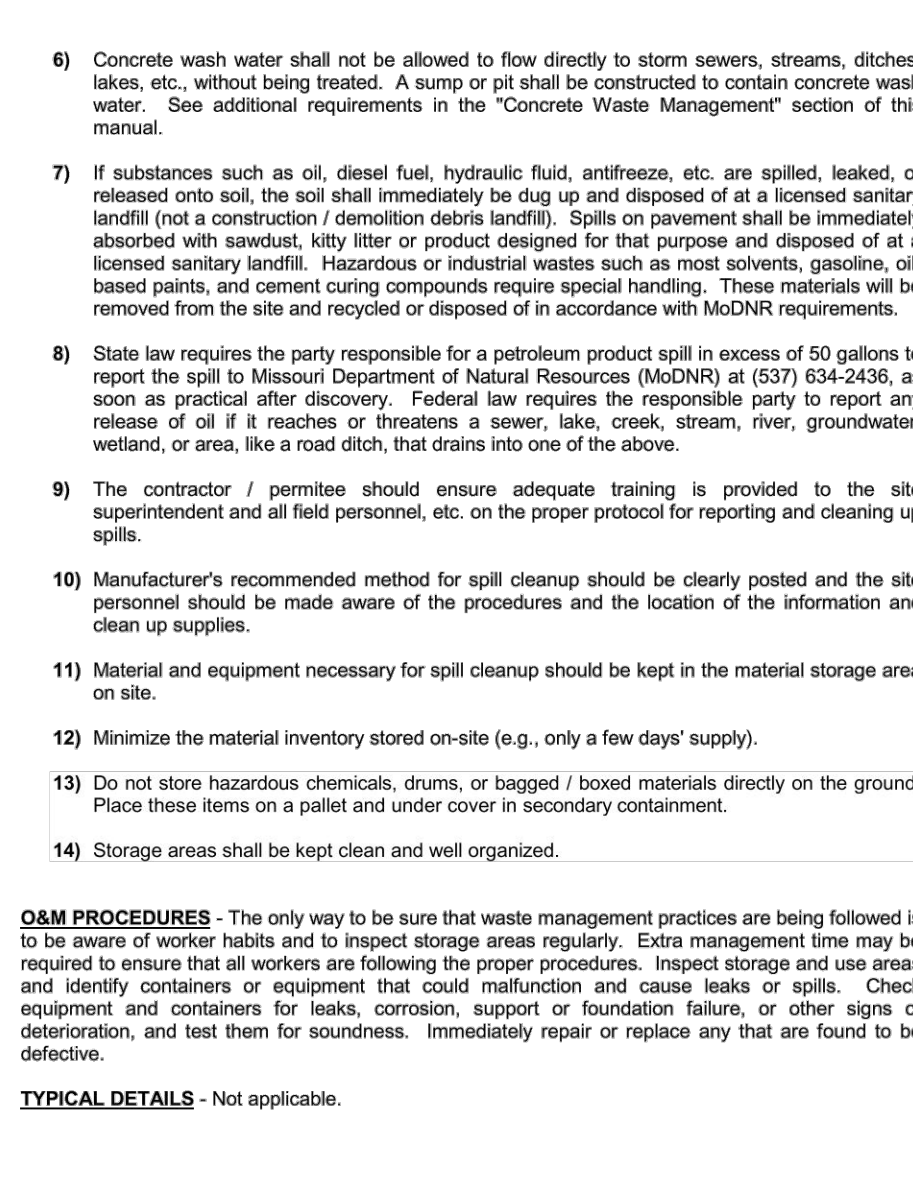 6) Concrete wash water shall not be allowed to flow directly to storm sewers, streams, ditches
lakes, etc., without being treated. A sump or pit shall be constructed to contain concrete
water. See additional requirements in the "Concrete Waste Management" section of
manual.
7) If substances such as oil, diesel fuel, hydraulic fluid, antifreeze, etc. are spilled, leaked,
released onto soil, the soil shall immediately be dug up and disposed of at a licensed
landfill (not a construction / demolition debris landfill). Spills on pavement shall be
absorbed with sawdust, kitty litter or product designed for that purpose and disposed of at
licensed sanitary landfill. Hazardous or industrial wastes such as most solvents, gasoline,
based paints, and cement curing compounds require special handling. These materials will
removed from the site and recycled or disposed of in accordance with MoDNR requirements.
8) State law requires the party responsible for a petroleum product spill in excess of 50 gallons
report the spill to Missouri Department of Natural Resources (MoDNR) at (537) 634-2436,
soon as practical after discovery. Federal law requires the responsible party to report
release of oil if it reaches or threatens a sewer, lake, creek, stream, river, groundwater
wetland, or area, like a road ditch, that drains into one of the above.
9) The contractor / permitee should ensure adequate training is provided to the
superintendent and all field personnel, etc. on the proper protocol for reporting and cleaning
spills.
10) Manufacturer's recommended method for spill cleanup should be clearly posted and the
personnel should be made aware of the procedures and the location of the information
clean up supplies.
11) Material and equipment necessary for spill cleanup should be kept in the material storage
on site.
12) Minimize the material inventory stored on-site (e.g., only a few days' supply).
13) Do not store hazardous chemicals, drums, or bagged / boxed materials directly on the ground
Place these items on a pallet and under cover in secondary containment.
14) Storage areas shall be kept clean and well organized.
O&M PROCEDURES - The only way to be sure that waste management practices are being followed
to be aware of worker habits and to inspect storage areas regularly. Extra management time may
required to ensure that all workers are following the proper procedures. Inspect storage and use
and identify containers or equipment that could malfunction and cause leaks or spills.
equipment and containers for leaks, corrosion, support or foundation failure, or other signs
deterioration, and test them for soundness. Immediately repair or replace any that are found to
defective.
TYPICAL DETAILS - Not applicable.